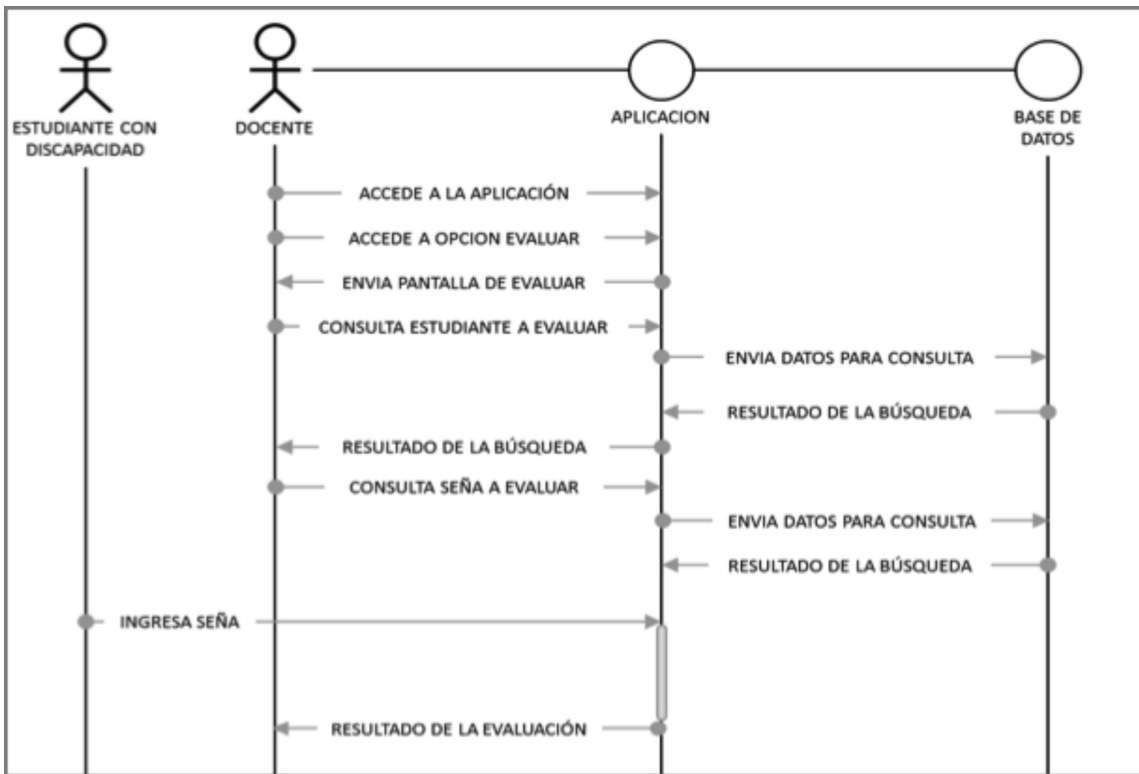 ESTUDIANTE CON
DISCAPACIDAD
DOCENTE
APLICACION
BASE DE
DATOS
ACCEDE A LA APLICACIÓN
ACCEDE A OPCION EVALUAR
ENVIA PANTALLA DE EVALUAR
CONSULTA ESTUDIANTE A EVALUAR
ENVIA DATOS PARA CONSULTA
RESULTADO DE LA BÚSQUEDA
RESULTADO DE LA BÚSQUEDA
CONSULTA SEÑA A EVALUAR
ENVIA DATOS PARA CONSULTA
RESULTADO DE LA BÚSQUEDA
INGRESA SEÑA
RESULTADO DE LA EVALUACIÓN